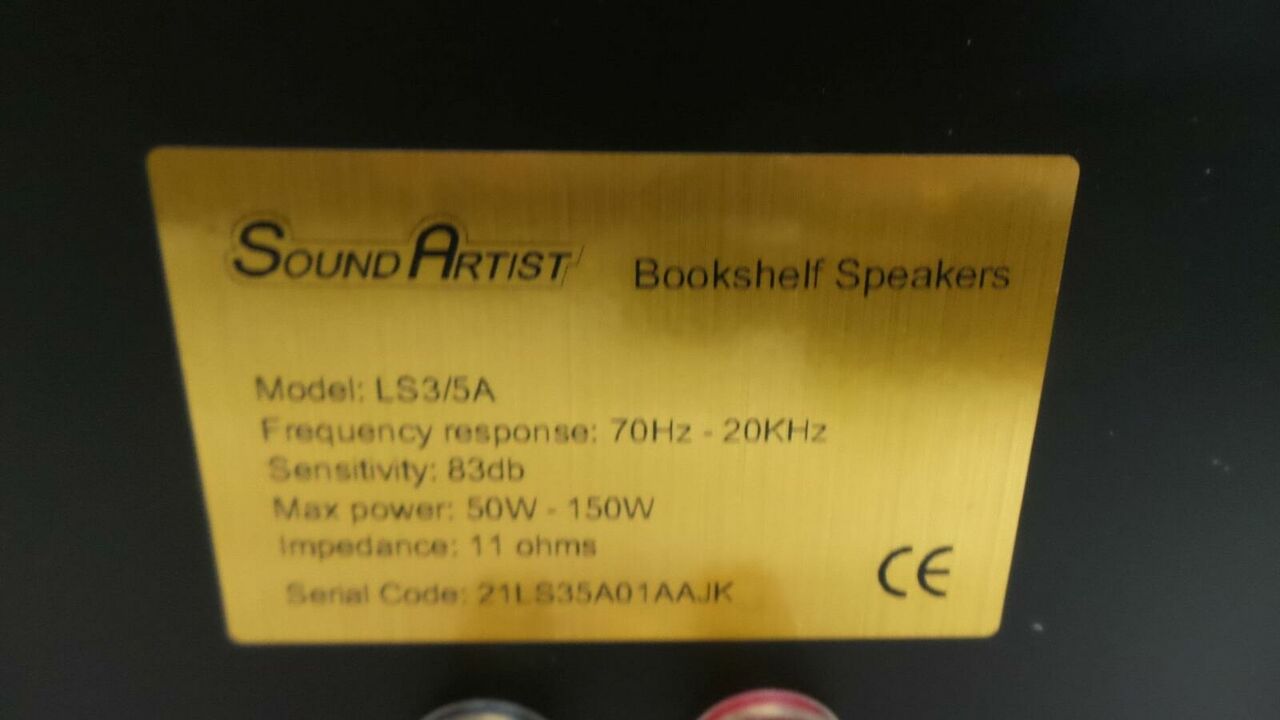 SOUND ARTIST Bookshelf Speakers
Model: LS3/5A
Frequency response: 70Hz - 20KHz
Sensitivity: 83db
Max power: 50W - 150W
Impedance: 11 ohms
Serial Code: 21LS35A01AAJK
CE